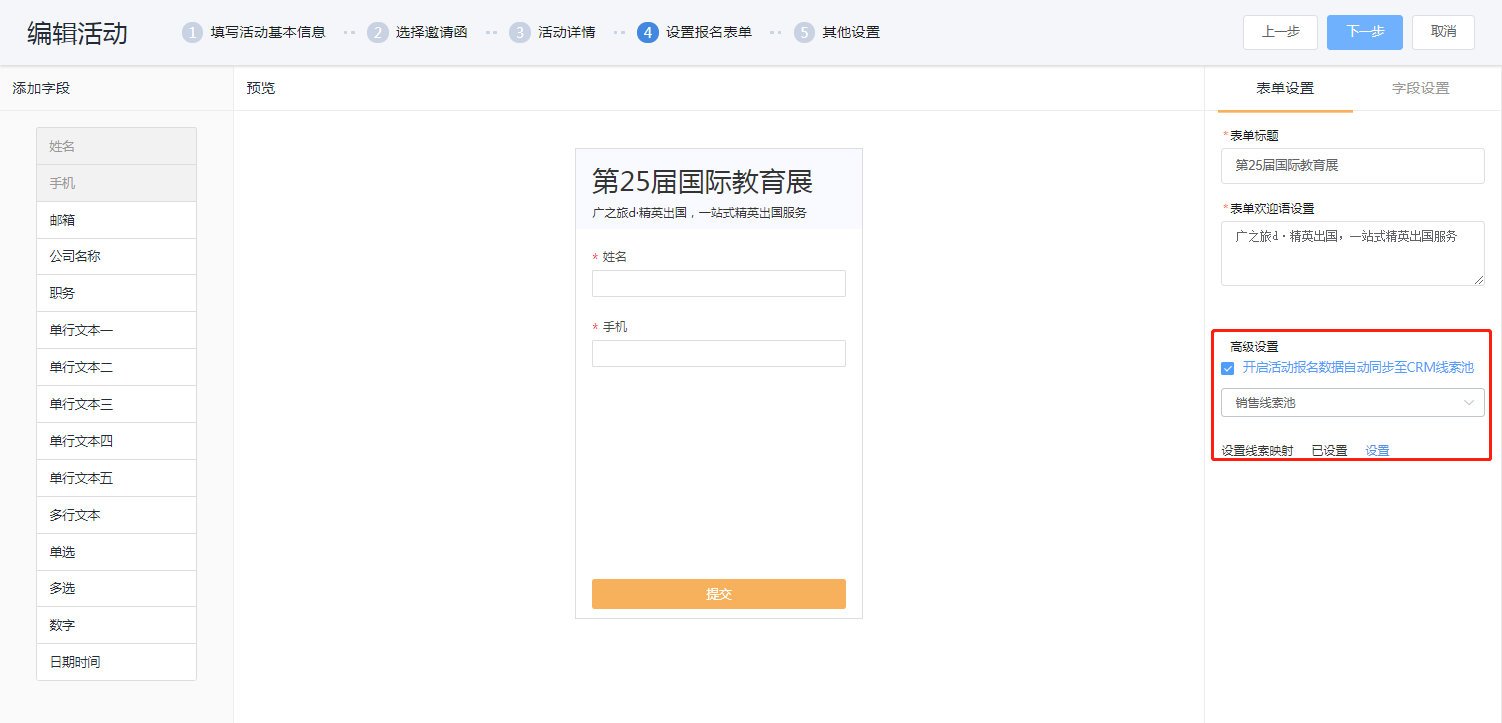 编辑活动
1 填写活动基本信息
2 选择邀请函
3 活动详情
4 设置报名表单
5 其他设置
上一步
下一步
取消
添加字段
姓名
手机
邮箱
公司名称
职务
单行文本一
单行文本二
单行文本三
单行文本四
单行文本五
多行文本
单选
多选
数字
日期时间
预览
第25届国际教育展
广之旅d·精英出国，一站式精英出国服务
* 姓名
* 手机
提交
表单设置
字段设置
*表单标题
第25届国际教育展
*表单欢迎语设置
广之旅d·精英出国，一站式精英出国服务
高级设置
开启活动报名数据自动同步至CRM线索池
销售线索池
设置线索映射 已设置 设置